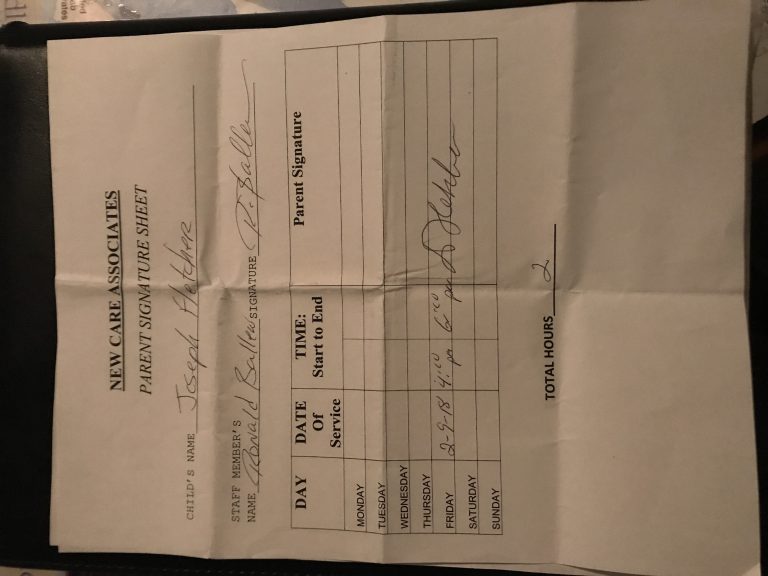 NEW CARE ASSOCIATES
PARENT SIGNATURE SHEET
CHILD'S NAME Joseph Fletcher
STAFF MEMBER'S
NAME Ronald Ballew SIGNATURE R. Ballew
DAY DATE Of Service TIME: Start to End Parent Signature
MONDAY
TUESDAY
WEDNESDAY
THURSDAY
FRIDAY 2-9-18 4:00 pm 6:00 pm
SATURDAY
SUNDAY
TOTAL HOURS 2